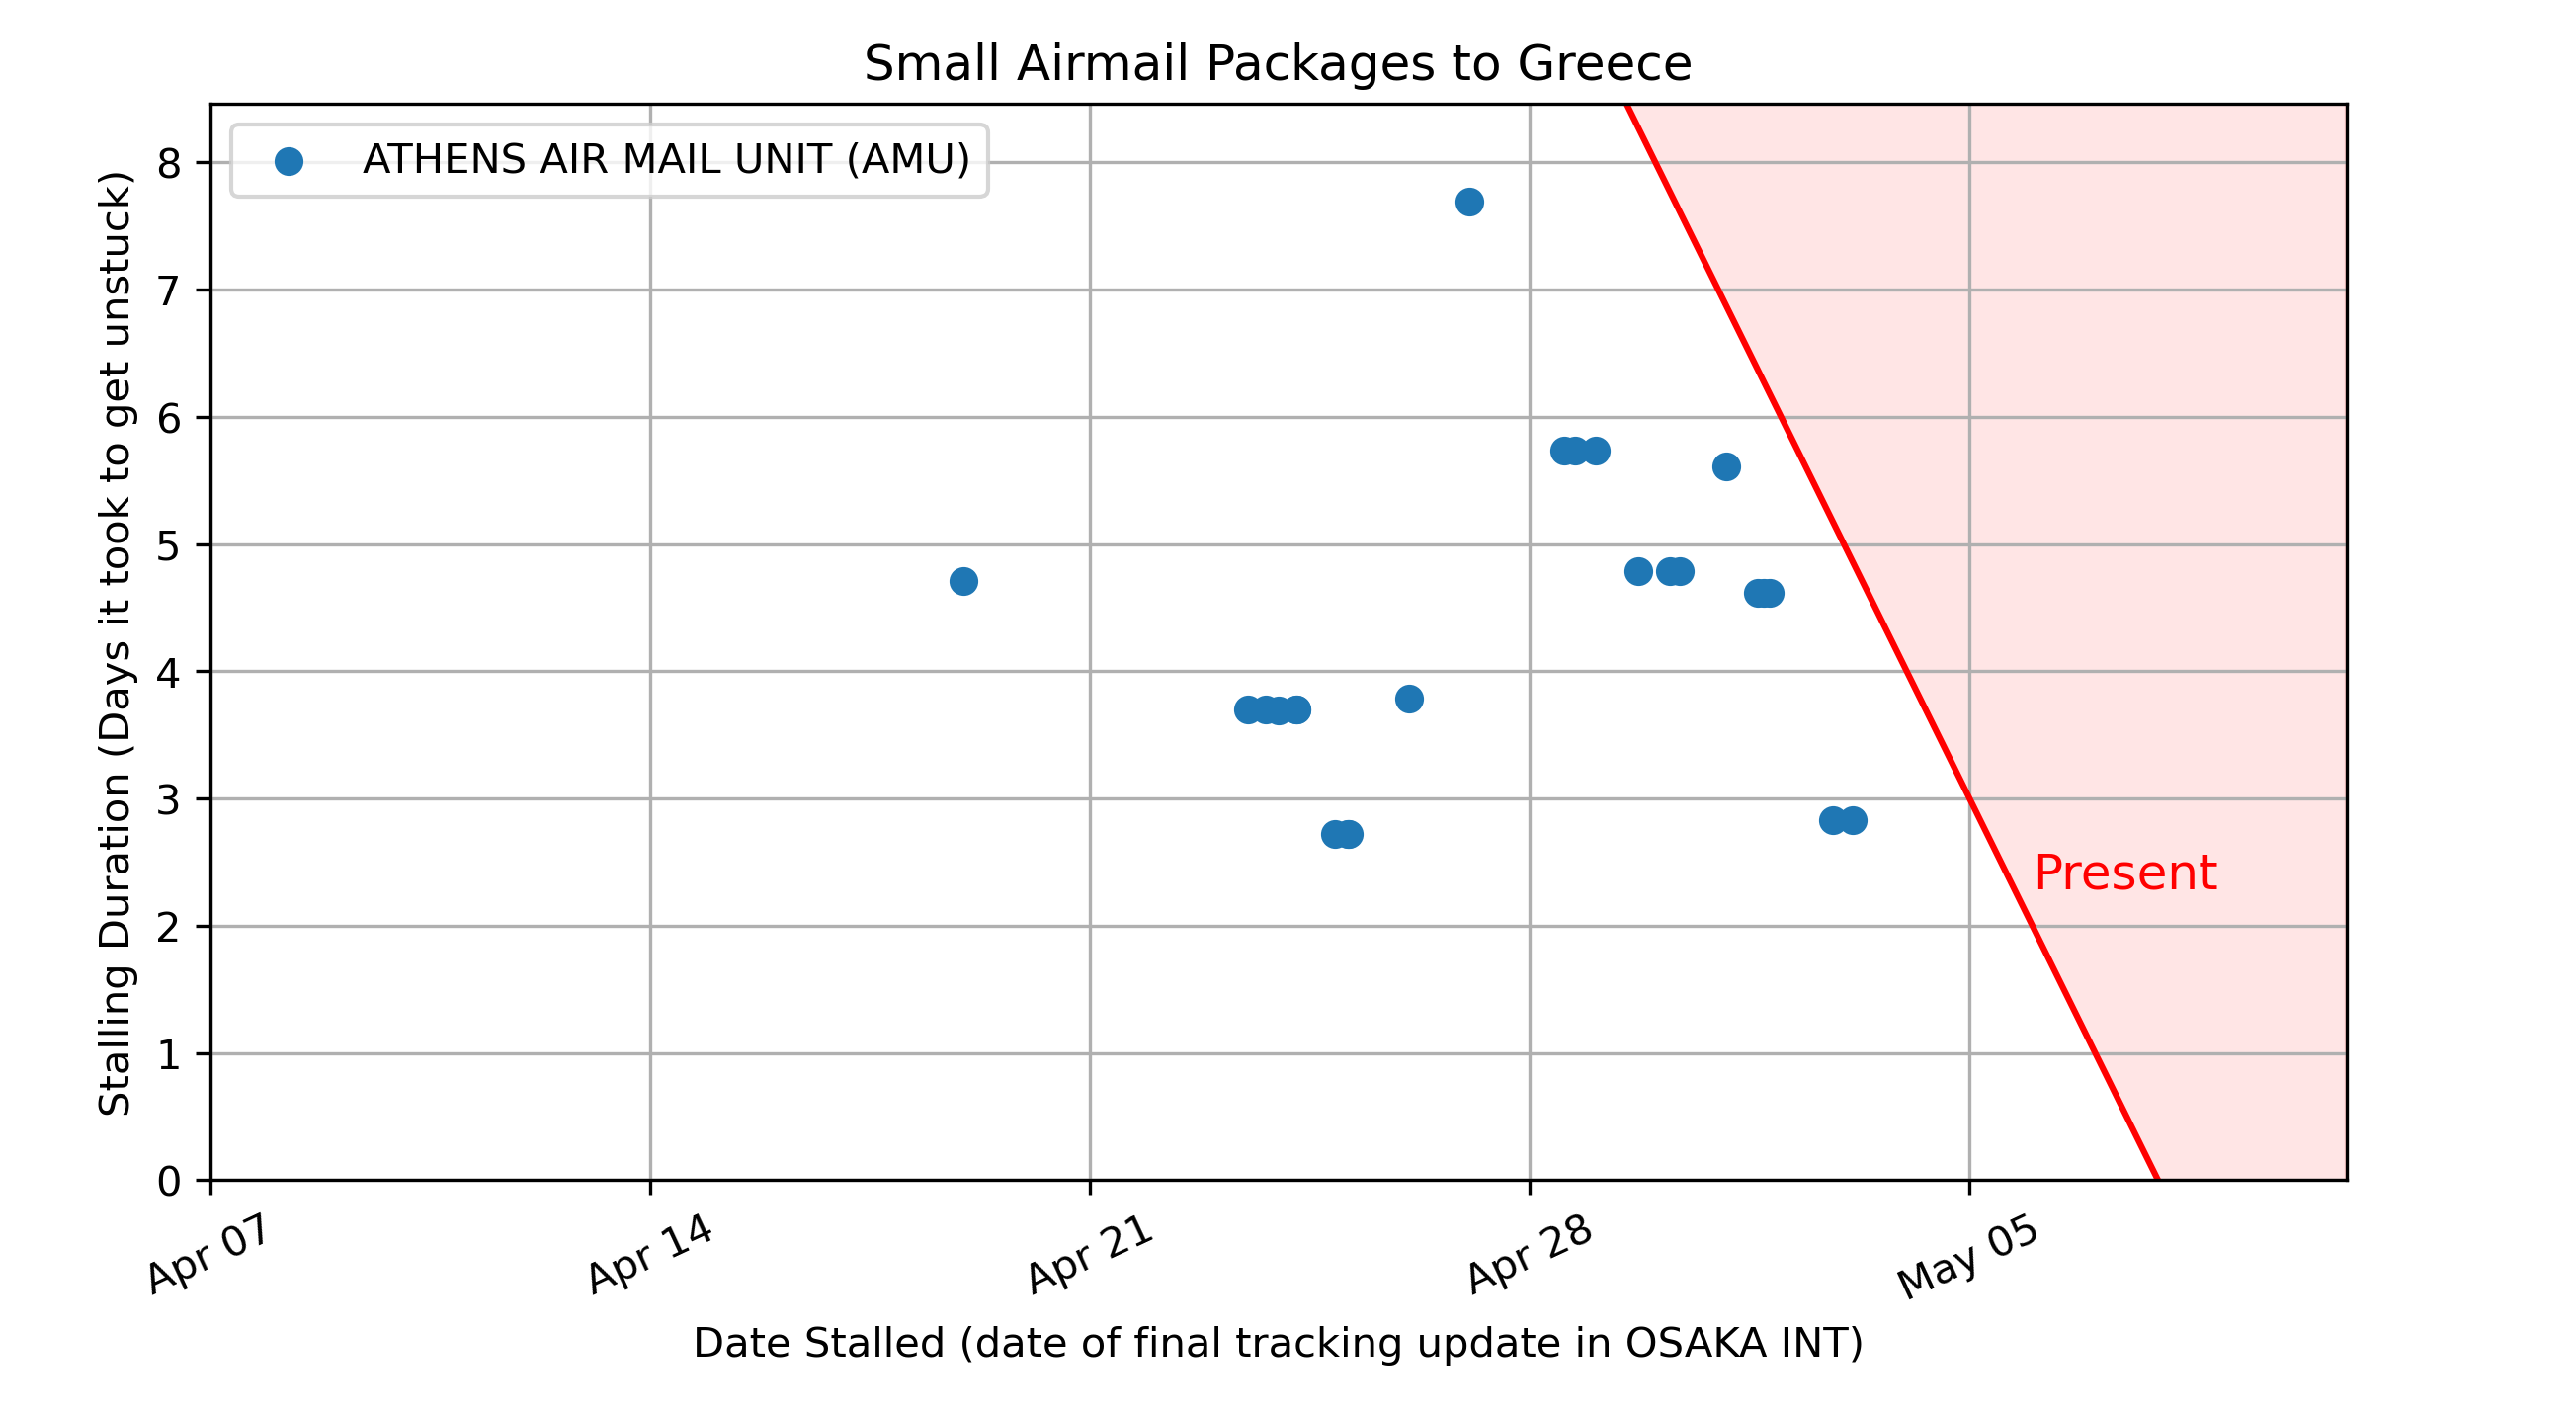 Small Airmail Packages to Greece
ATHENS AIR MAIL UNIT (AMU)
Stalling Duration (Days it took to get unstuck)
8
7
6
5
4
3
2
1
0
Present
Apr 07
Apr 14
Apr 21
Apr 28
May 05
Date Stalled (date of final tracking update in OSAKA INT)